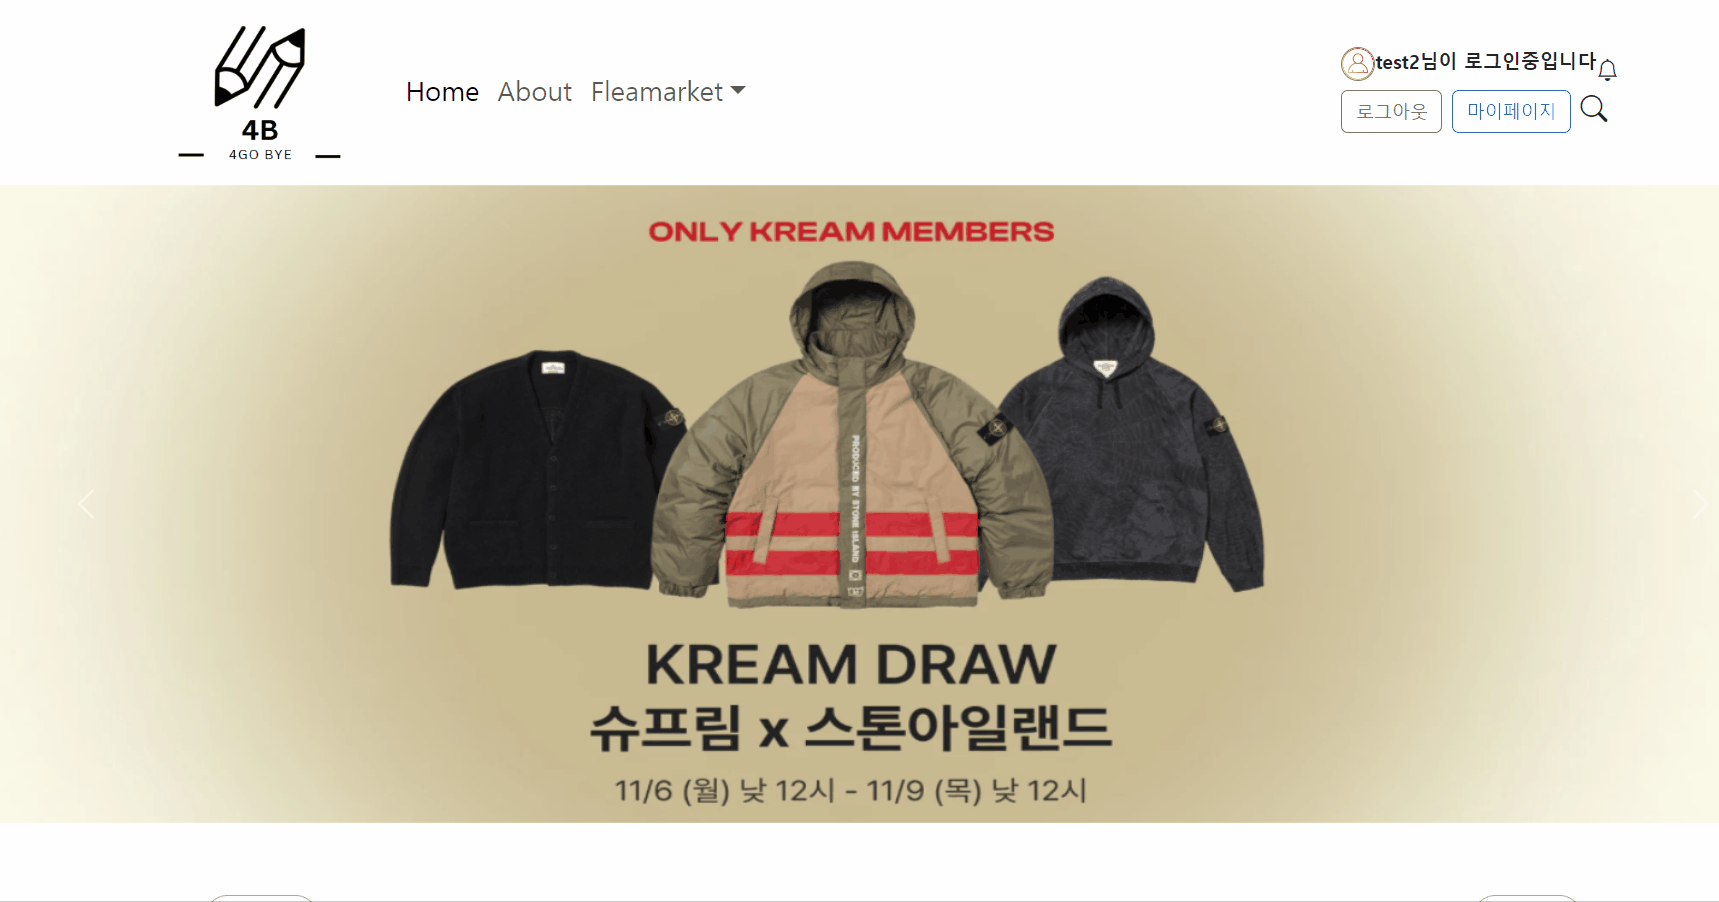 4B
4GO BYE
Home About Fleamarket
test2님이 로그인중입니다
로그아웃 마이페이지
ONLY KREAM MEMBERS
PRODUCED BY STONE ISLAND
KREAM DRAW
슈프림 x 스톤아일랜드
11/6 (월) 낮 12시 - 11/9 (목) 낮 12시